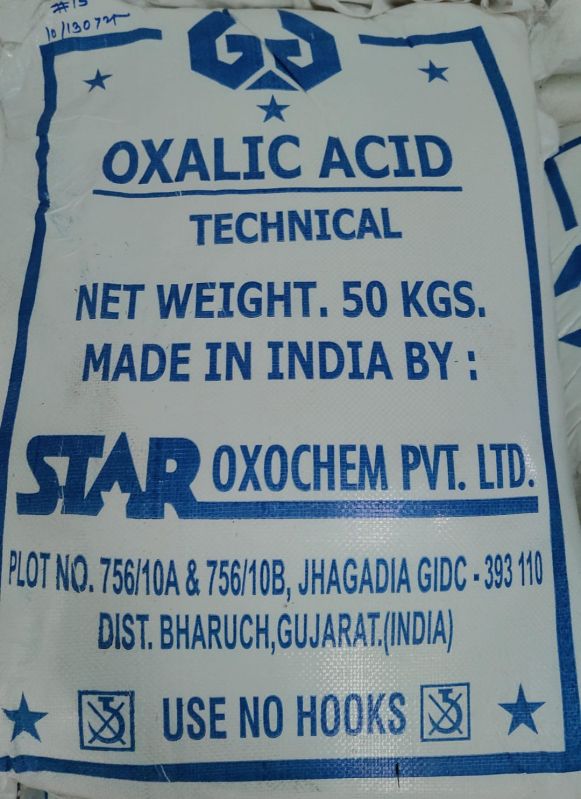 OXALIC ACID
TECHNICAL
NET WEIGHT. 50 KGS.
MADE IN INDIA BY :
STAR OXOCHEM PVT. LTD.
PLOT NO. 756/10A & 756/10B, JHAGADIA GIDC - 393 110
DIST. BHARUCH,GUJARAT.(INDIA)
USE NO HOOKS